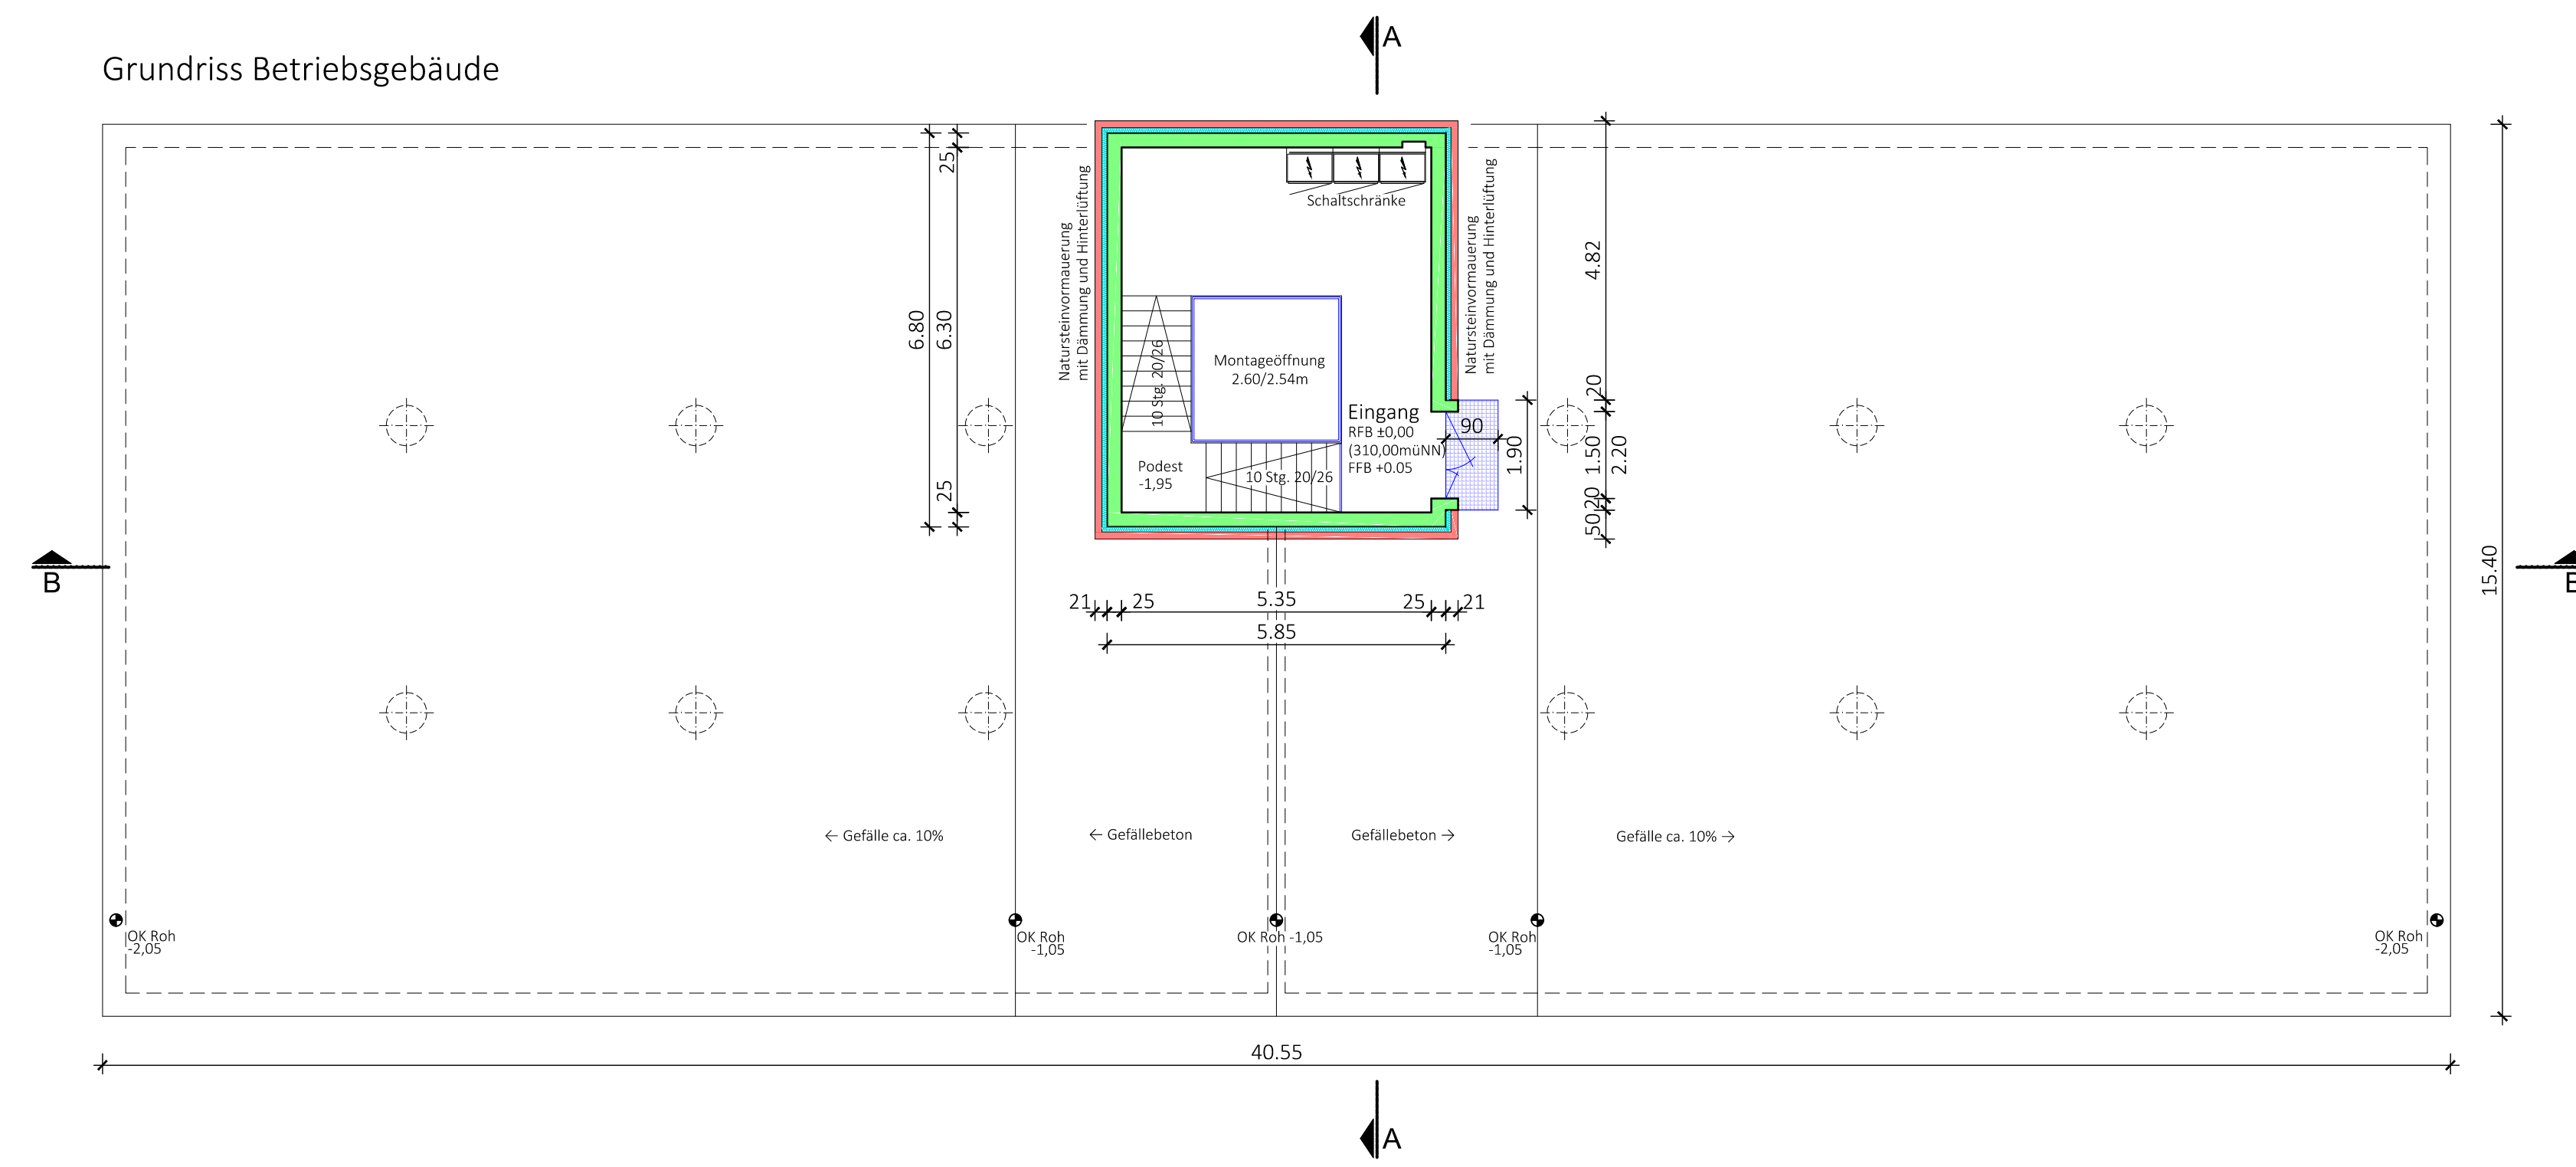 A
Grundriss Betriebsgebäude
25
6.80
6.30
25
Natursteinvormauerung
mit Dämmung und Hinterlüftung
Schaltschränke
Natursteinvormauerung
mit Dämmung und Hinterlüftung
4.82
20
1.50
2.20
20
50
1.90
90
10 Stg. 20/26
Montageöffnung
2.60/2.54m
Eingang
RFB ±0,00
(310,00müNN)
FFB +0.05
Podest
-1,95
10 Stg. 20/26
B
B
15.40
21
25
5.35
25
21
5.85
← Gefälle ca. 10%
← Gefällebeton
Gefällebeton →
Gefälle ca. 10% →
OK Roh
-2,05
OK Roh
-1,05
OK Roh -1,05
OK Roh
-1,05
OK Roh
-2,05
40.55
A